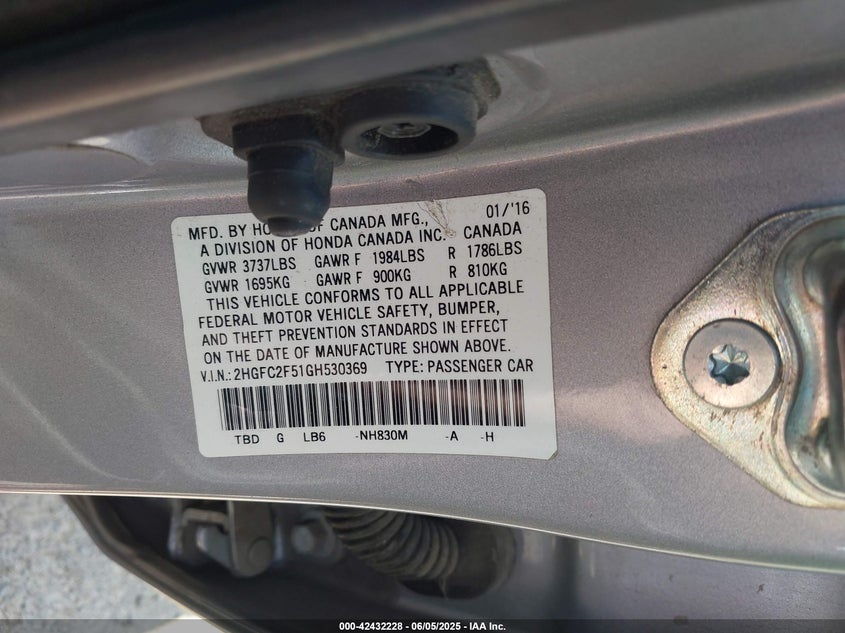 MFD. BY OF CANADA MFG., 01/'16
A DIVISION OF HONDA CANADA INC. CANADA
GVWR 3737LBS GAWR F 1984LBS R 1786LBS
GVWR 1695KG GAWR F 900KG R 810KG
THIS VEHICLE CONFORMS TO ALL APPLICABLE
FEDERAL MOTOR VEHICLE SAFETY, BUMPER,
AND THEFT PREVENTION STANDARDS IN EFFECT
ON THE DATE OF MANUFACTURE SHOWN ABOVE.
V.I.N.: 2HGFC2F51GH530369 TYPE: PASSENGER CAR
TBD G LB6 -NH830M -A -H
000-42432228 - 06/05/2025 - IAA Inc.